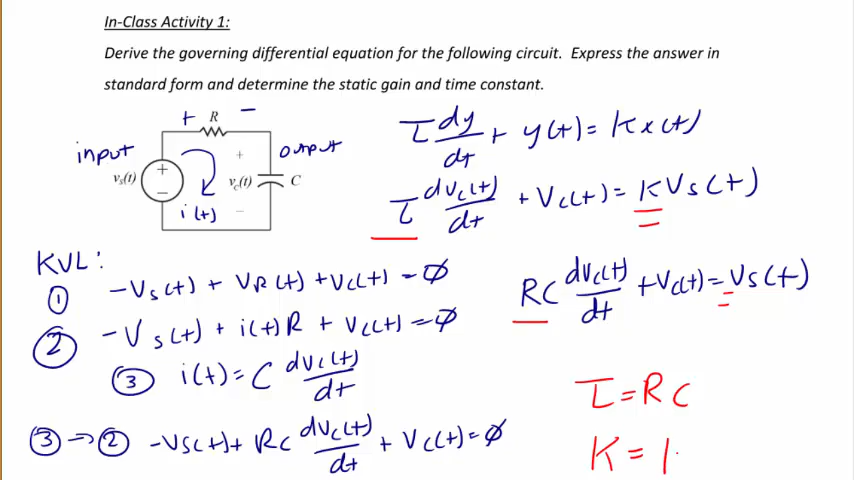 In-Class Activity 1:
Derive the governing differential equation for the following circuit. Express the answer in
standard form and determine the static gain and time constant.
+ R −
input
vs(t)
+
−
i(t)
+
vc(t)
−
C
output
τ dy/dt + y(t) = K x(t)
τ dvc(t)/dt + Vc(t) = K Vs(t)
KVL:
① -Vs(t) + VR(t) + Vc(t) = 0
② -Vs(t) + i(t)R + Vc(t) = 0
③ i(t) = C dvc(t)/dt
③ → ② -Vs(t) + RC dvc(t)/dt + Vc(t) = 0
RC dvc(t)/dt + Vc(t) = Vs(t)
τ = RC
K = 1